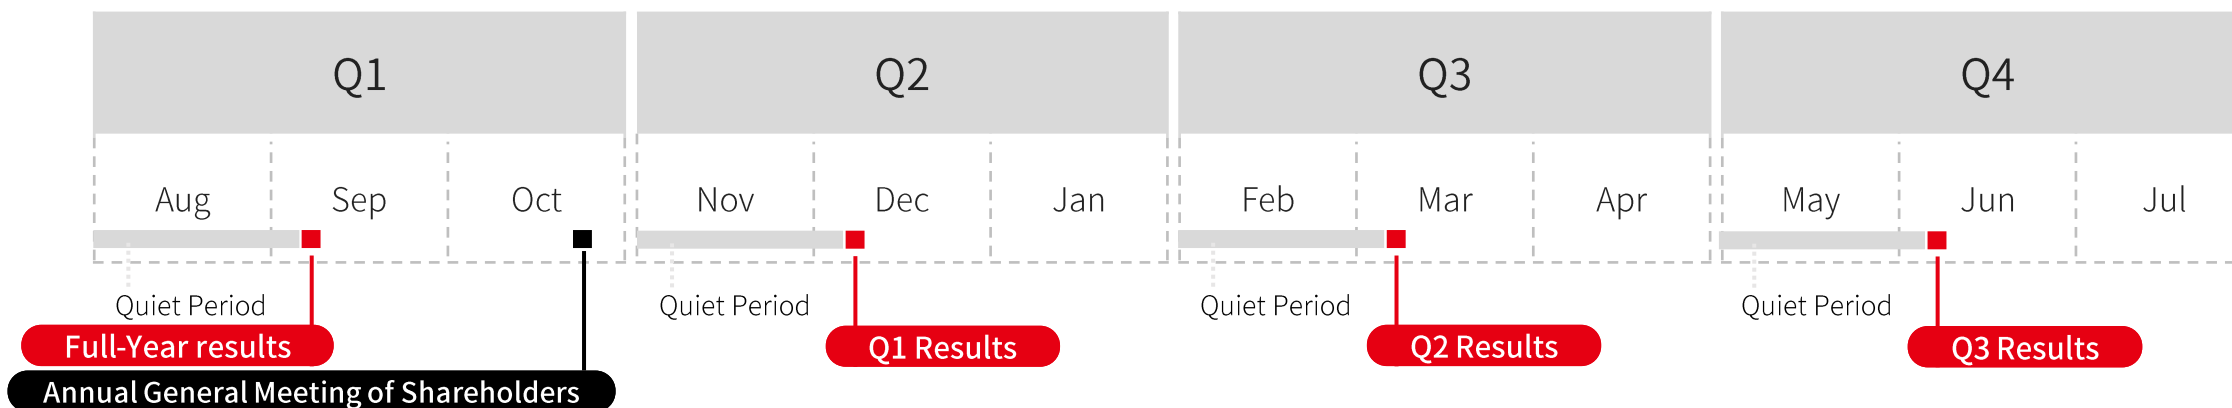 Q1 Q2 Q3 Q4
Aug Sep Oct Nov Dec Jan Feb Mar Apr May Jun Jul
Quiet Period Quiet Period Quiet Period Quiet Period
Full-Year results Q1 Results Q2 Results Q3 Results
Annual General Meeting of Shareholders